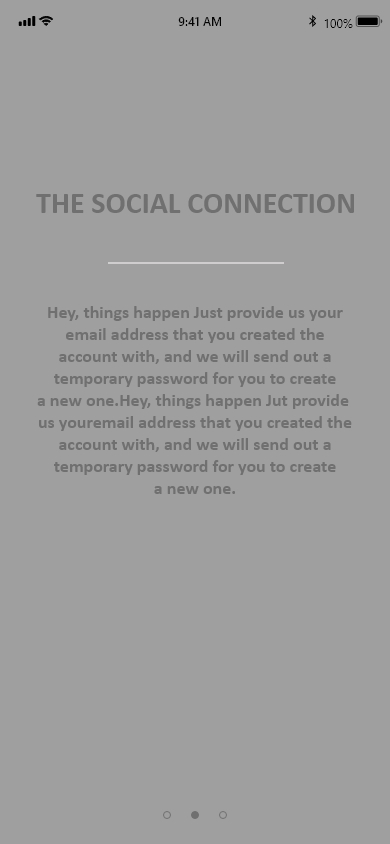 9:41 AM
100%
THE SOCIAL CONNECTION
Hey, things happen Just provide us your
email address that you created the
account with, and we will send out a
temporary password for you to create
a new one.Hey, things happen Jut provide
us youremail address that you created the
account with, and we will send out a
temporary password for you to create
a new one.